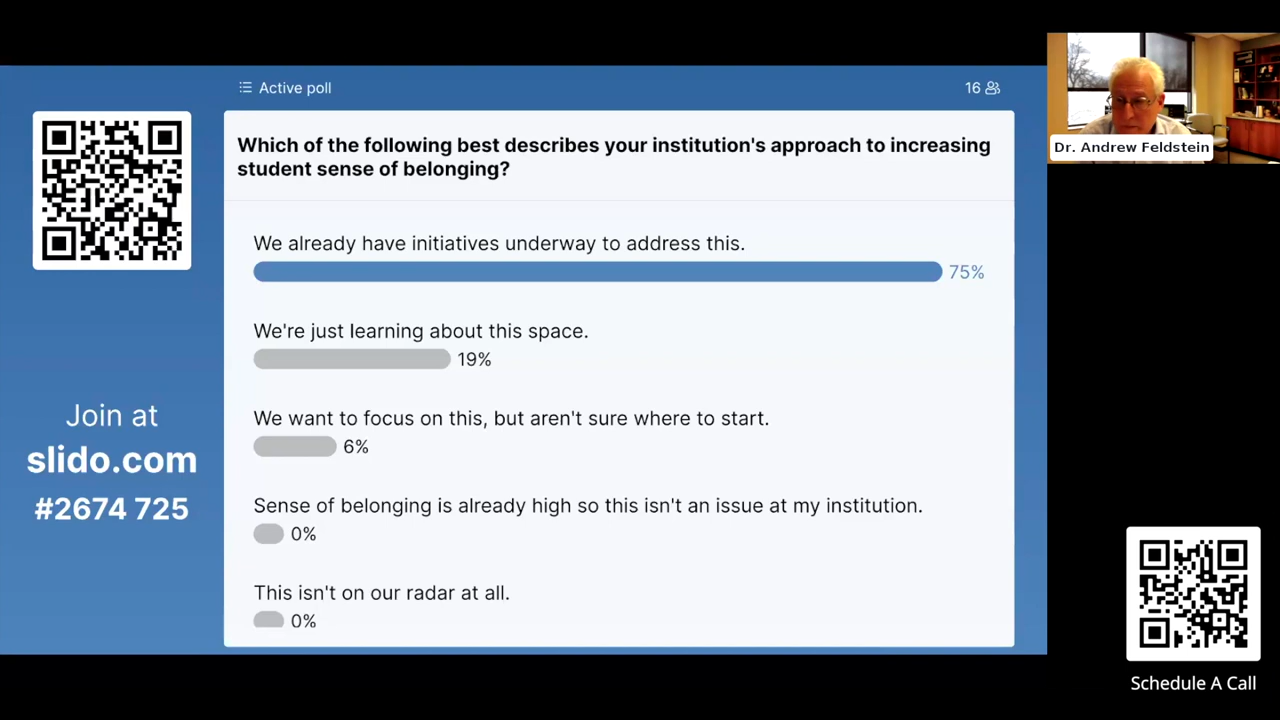 Active poll
16
Which of the following best describes your institution's approach to increasing
student sense of belonging?
We already have initiatives underway to address this.
75%
We're just learning about this space.
19%
We want to focus on this, but aren't sure where to start.
6%
Sense of belonging is already high so this isn't an issue at my institution.
0%
This isn't on our radar at all.
0%
Join at
slido.com
#2674 725
Dr. Andrew Feldstein
Schedule A Call